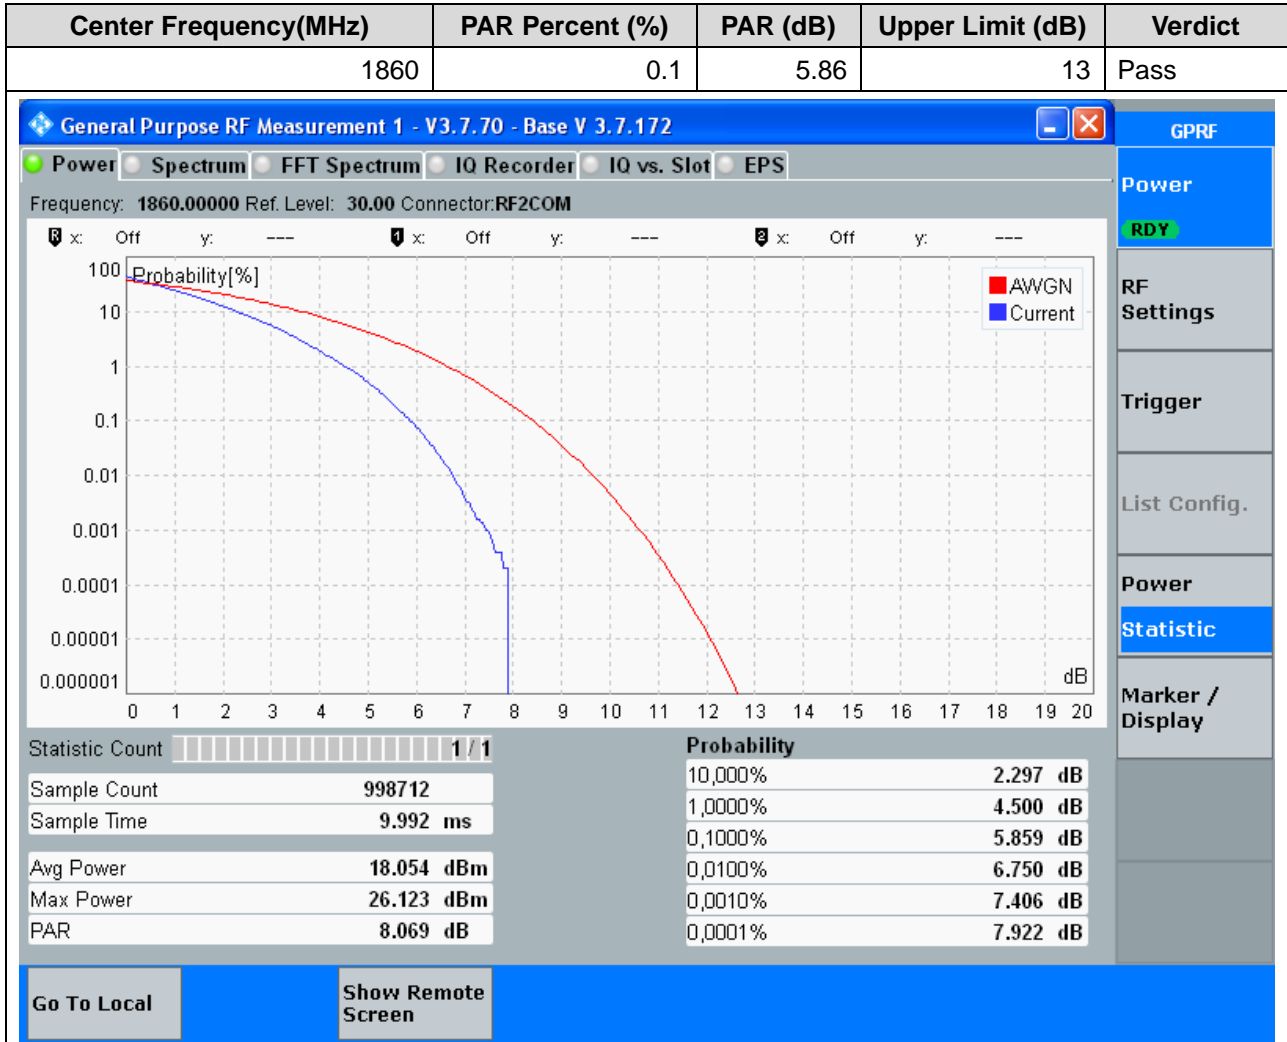 Center Frequency(MHz) PAR Percent (%) PAR (dB) Upper Limit (dB) Verdict
1860 0.1 5.86 13 Pass
General Purpose RF Measurement 1 - V3.7.70 - Base V 3.7.172
GPRF
Power Spectrum FFT Spectrum IQ Recorder IQ vs. Slot EPS
Frequency: 1860.00000 Ref. Level: 30.00 Connector:RF2COM
R x: Off y: --- 1 x: Off y: --- 2 x: Off y: ---
Probability[%]
100
10
1
0.1
0.01
0.001
0.0001
0.00001
0.000001
AWGN
Current
dB
0 1 2 3 4 5 6 7 8 9 10 11 12 13 14 15 16 17 18 19 20
Statistic Count 1 / 1
Sample Count 998712
Sample Time 9.992 ms
Avg Power 18.054 dBm
Max Power 26.123 dBm
PAR 8.069 dB
Probability
10,000% 2.297 dB
1,0000% 4.500 dB
0,1000% 5.859 dB
0,0100% 6.750 dB
0,0010% 7.406 dB
0,0001% 7.922 dB
Power
RDY
RF
Settings
Trigger
List Config.
Power
Statistic
Marker /
Display
Go To Local
Show Remote
Screen